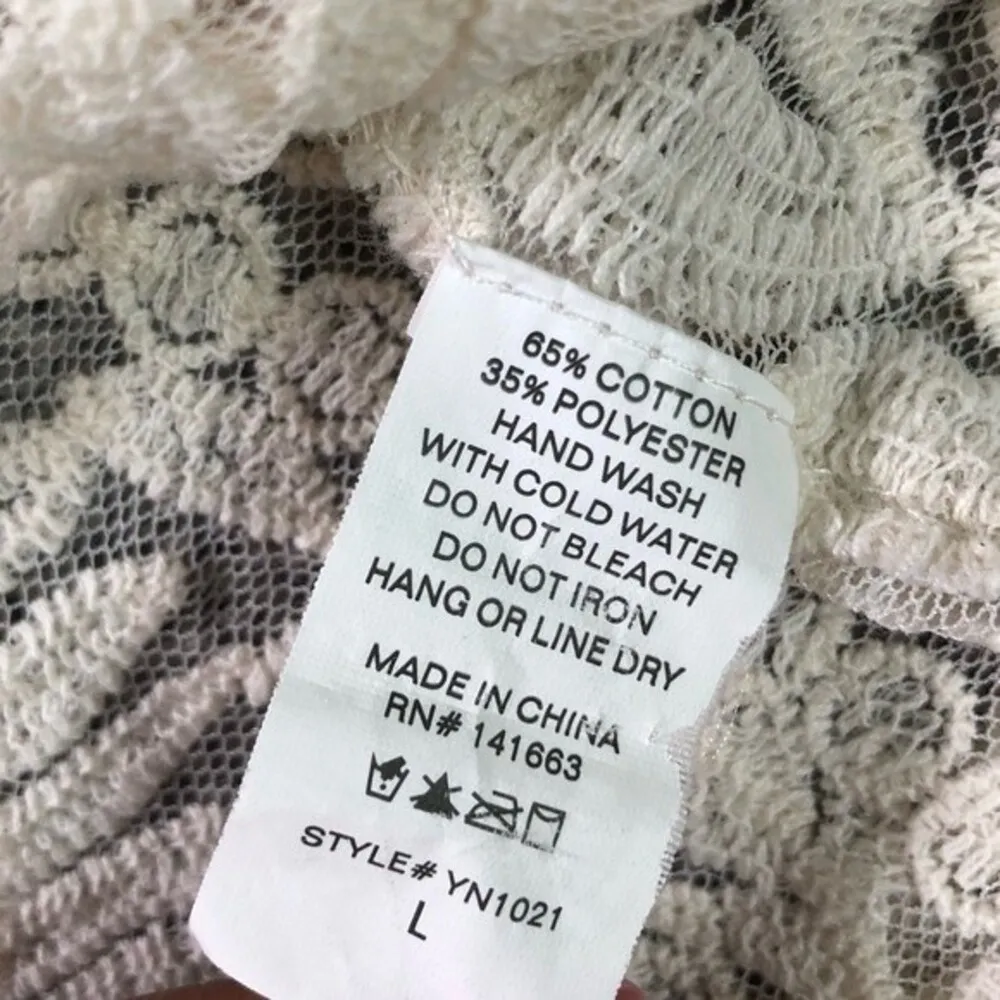 65% COTTON
35% POLYESTER
HAND WASH
WITH COLD WATER
DO NOT BLEACH
DO NOT IRON
HANG OR LINE DRY
MADE IN CHINA
RN# 141663
STYLE# YN1021
L